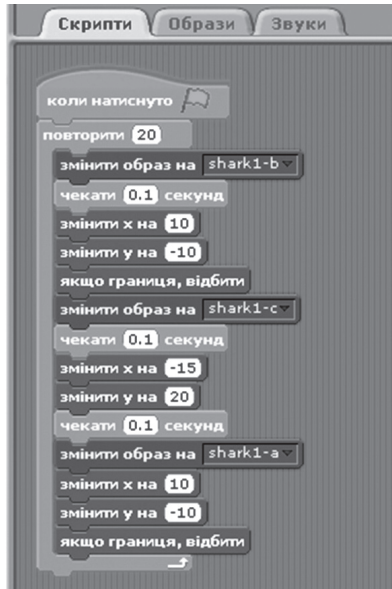 Скрипти Образи Звуки
коли натиснуто
повторити 20
змінити образ на shark1-b
чекати 0.1 секунд
змінити x на 10
змінити y на -10
якщо границя, відбити
змінити образ на shark1-c
чекати 0.1 секунд
змінити x на -15
змінити y на 20
чекати 0.1 секунд
змінити образ на shark1-a
змінити x на 10
змінити y на -10
якщо границя, відбити